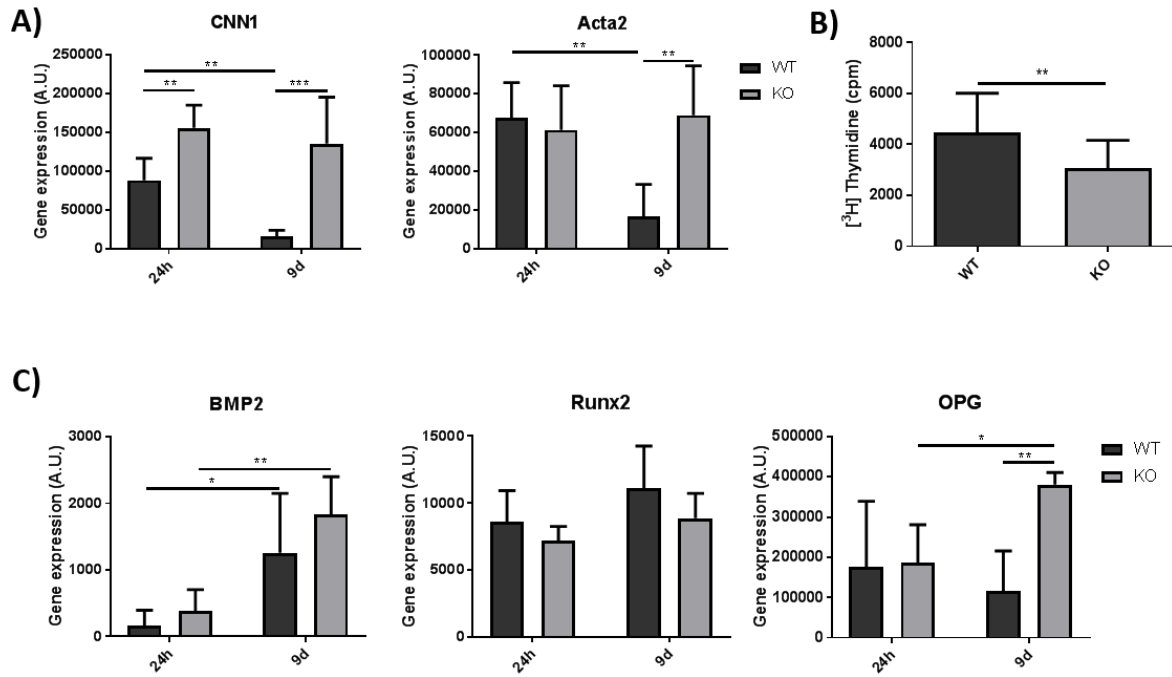 A)
CNN1
Gene expression (A.U.)
250000
200000
150000
100000
50000
0
**
**
***
24h
9d
Acta2
Gene expression (A.U.)
100000
80000
60000
40000
20000
0
**
**
24h
9d
WT
KO
B)
[³H] Thymidine (cpm)
8000
6000
4000
2000
0
**
WT
KO
C)
BMP2
Gene expression (A.U.)
3000
2000
1000
0
*
**
24h
9d
Runx2
Gene expression (A.U.)
15000
10000
5000
0
24h
9d
OPG
Gene expression (A.U.)
500000
400000
300000
200000
100000
0
*
**
24h
9d
WT
KO